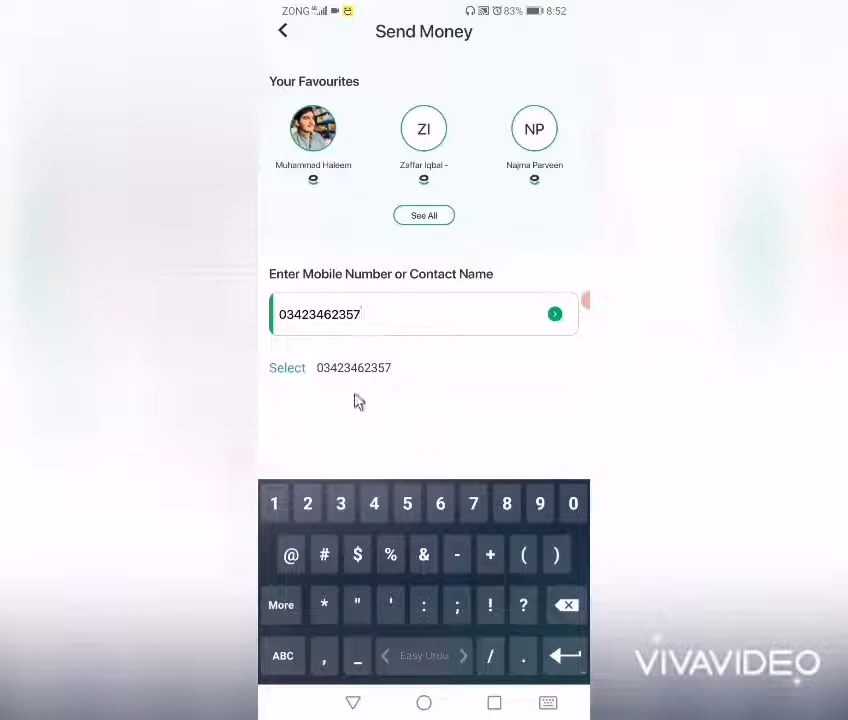 ZONG 83% 8:52
Send Money
Your Favourites
ZI NP
Muhammad Haleem Zaffar Iqbal - Najma Parveen
See All
Enter Mobile Number or Contact Name
03423462357
Select 03423462357
1 2 3 4 5 6 7 8 9 0
@ # $ % & - + ( )
More * " ' : ; ! ?
ABC , _ Easy Urdu / .
VIVAVIDEO